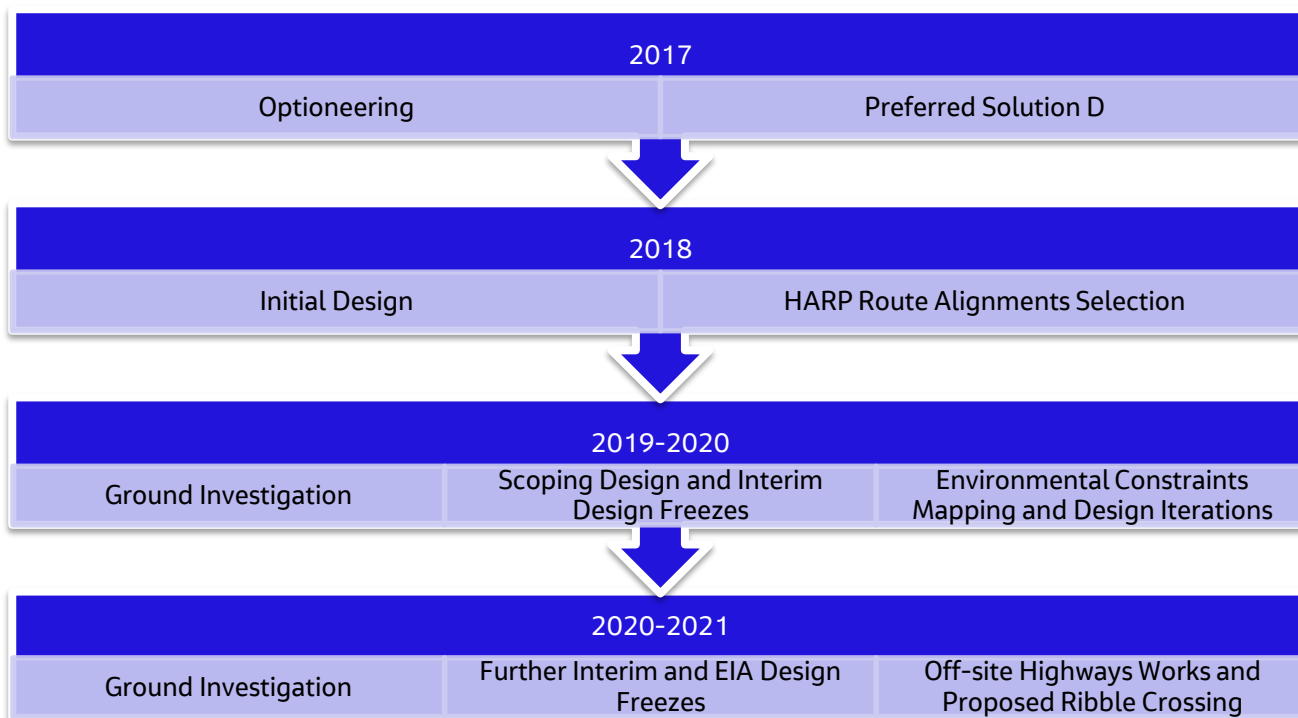 2017
Optioneering
Preferred Solution D
2018
Initial Design
HARP Route Alignments Selection
2019-2020
Ground Investigation
Scoping Design and Interim
Design Freezes
Environmental Constraints
Mapping and Design Iterations
2020-2021
Ground Investigation
Further Interim and EIA Design
Freezes
Off-site Highways Works and
Proposed Ribble Crossing